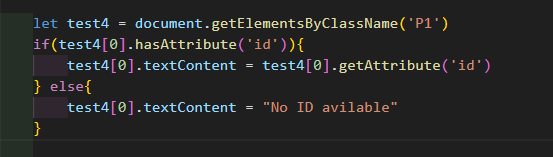 let test4 = document.getElementsByClassName('P1')
if(test4[0].hasAttribute('id')){
    test4[0].textContent = test4[0].getAttribute('id')
} else{
    test4[0].textContent = "No ID avilable"
}